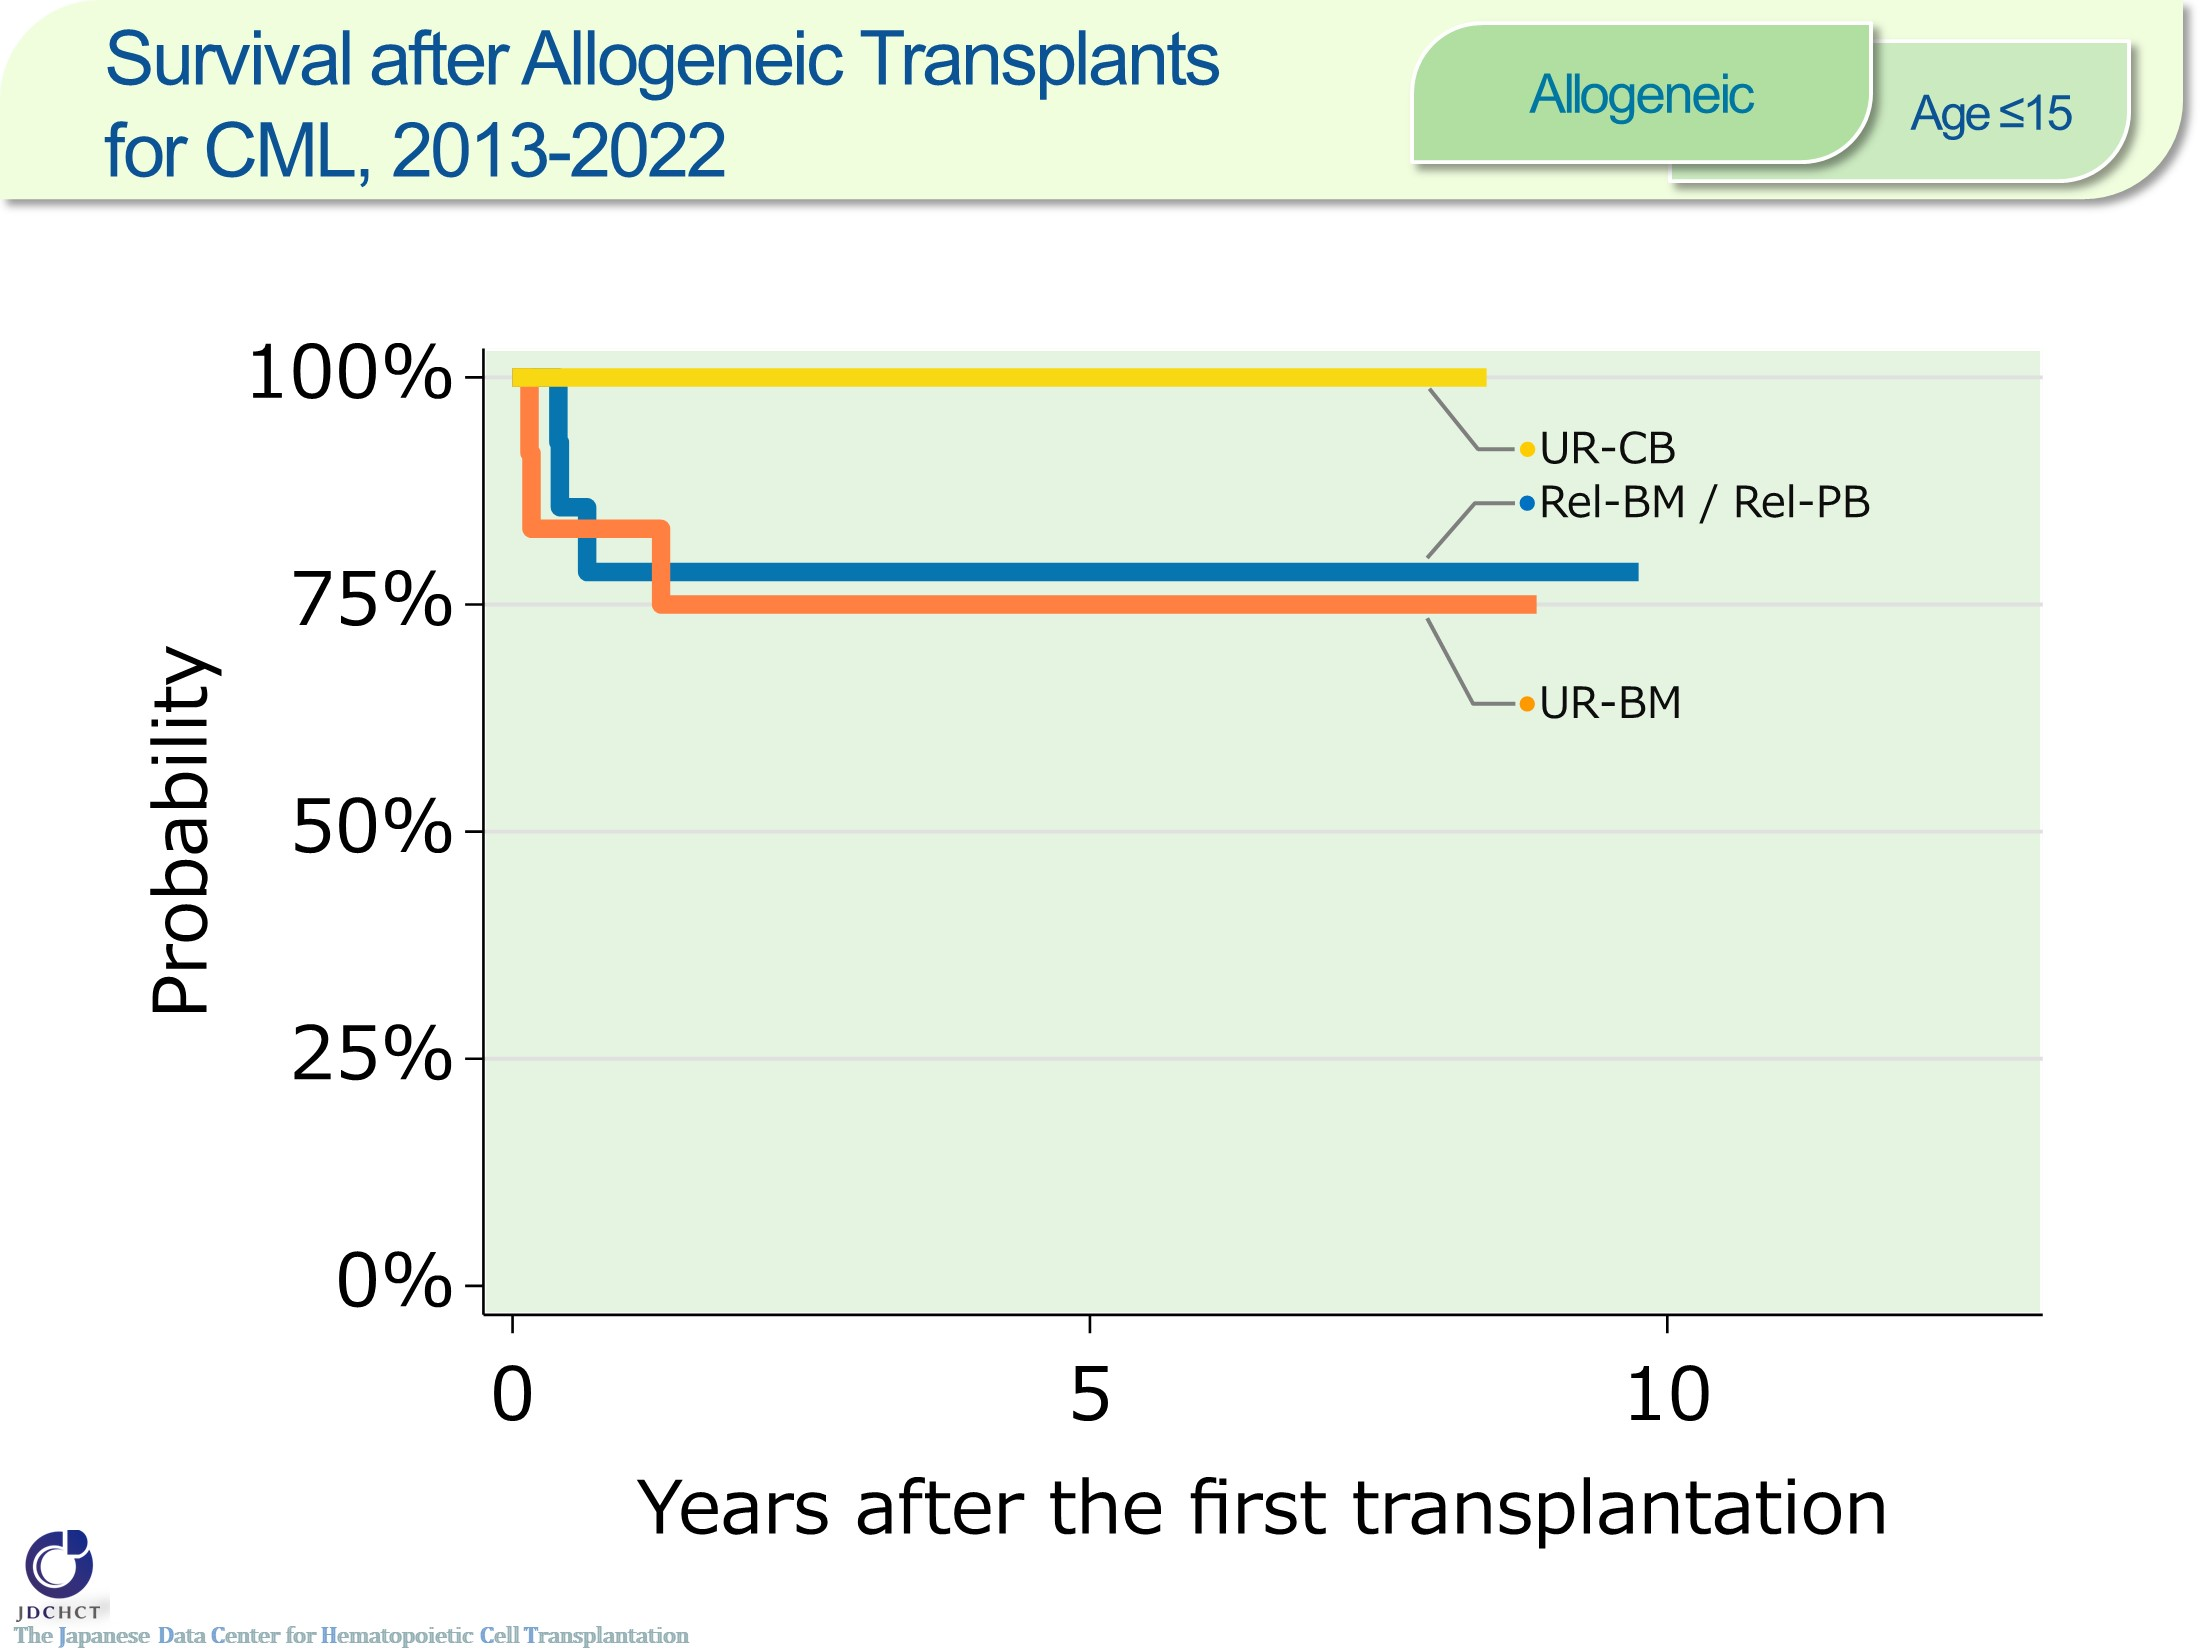 Survival after Allogeneic Transplants
for CML, 2013-2022
Allogeneic
Age ≤15
100%
75%
50%
25%
0%
Probability
UR-CB
Rel-BM / Rel-PB
UR-BM
0 5 10
Years after the first transplantation
JDCHCT
The Japanese Data Center for Hematopoietic Cell Transplantation